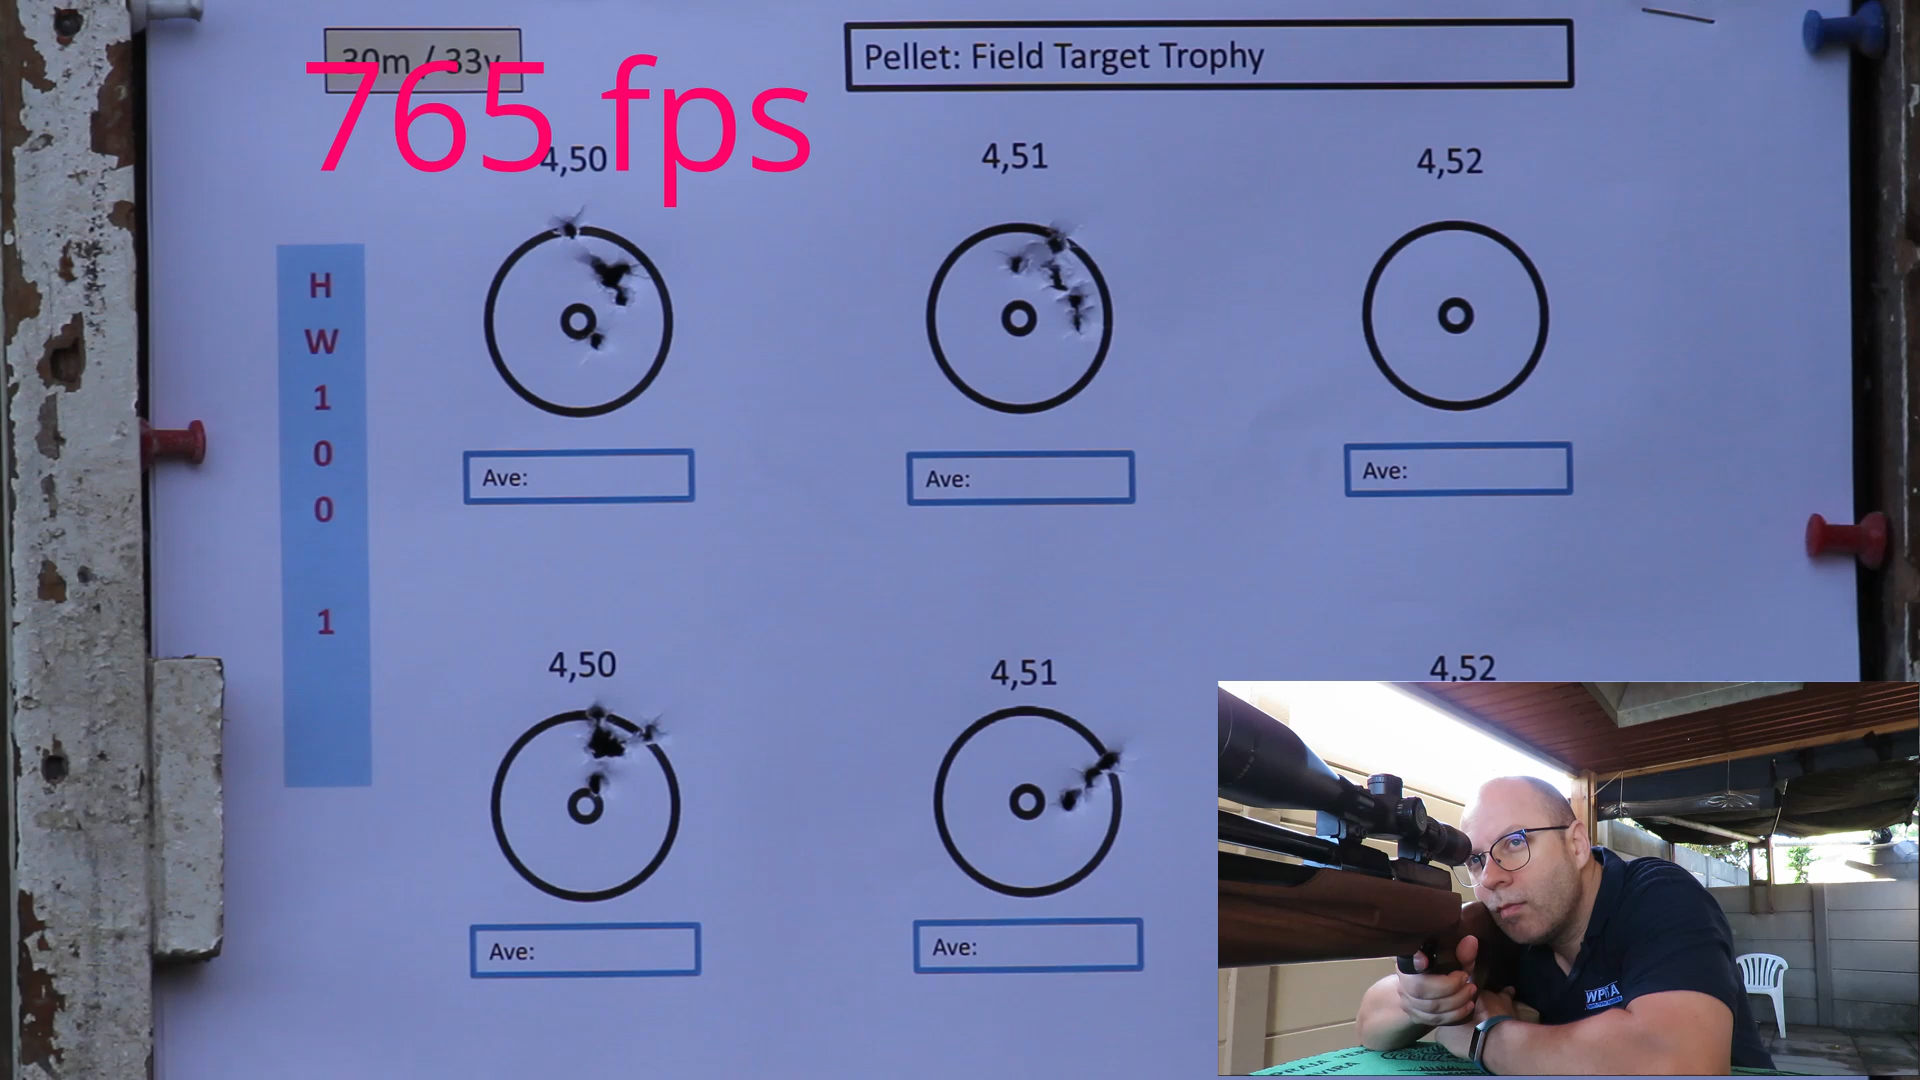 30m / 33y
Pellet: Field Target Trophy
765 fps
4,50
4,51
4,52
H
W
1
0
0
1
Ave:
Ave:
Ave:
4,50
4,51
4,52
Ave:
Ave:
WPTA